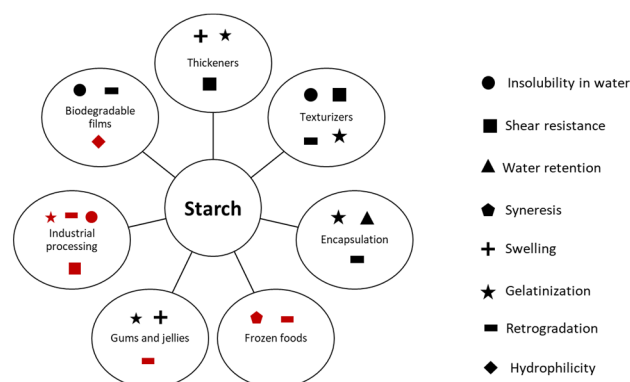 Thickeners
Biodegradable
films
Texturizers
Starch
Industrial
processing
Encapsulation
Gums and jellies
Frozen foods
Insolubility in water
Shear resistance
Water retention
Syneresis
Swelling
Gelatinization
Retrogradation
Hydrophilicity